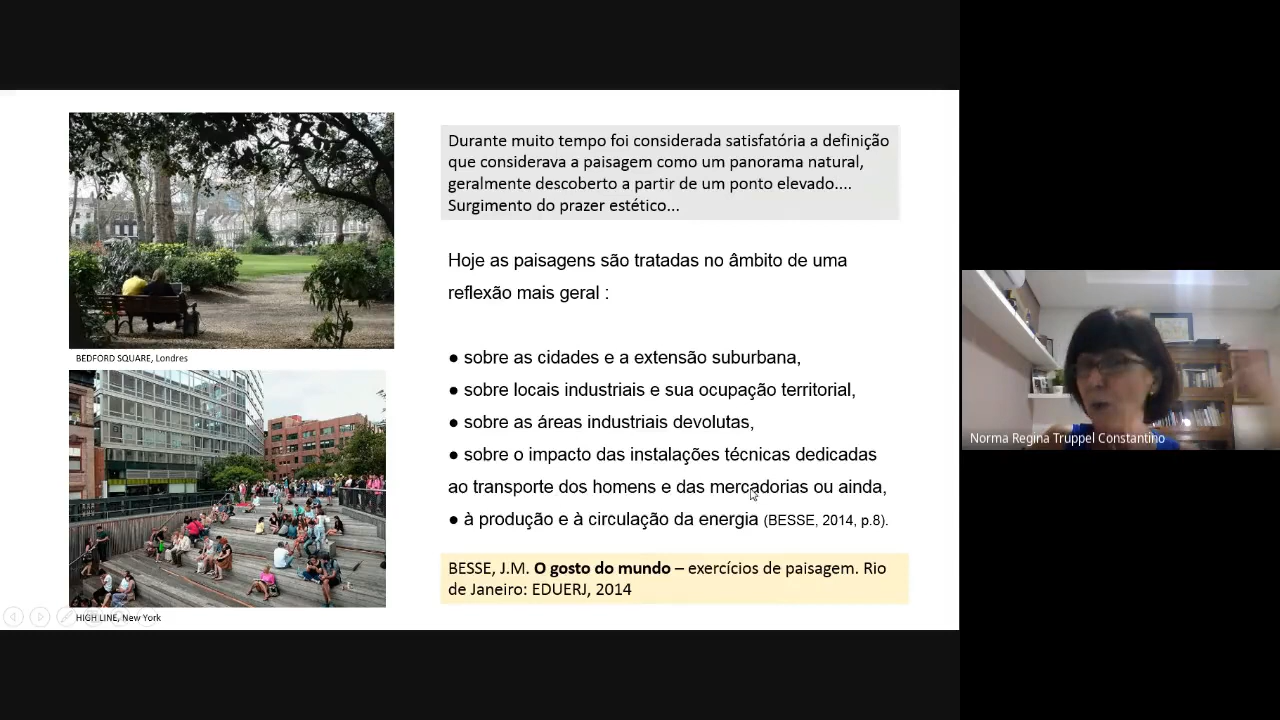 Durante muito tempo foi considerada satisfatória a definição
que considerava a paisagem como um panorama natural,
geralmente descoberto a partir de um ponto elevado....
Surgimento do prazer estético...
Hoje as paisagens são tratadas no âmbito de uma
reflexão mais geral :
● sobre as cidades e a extensão suburbana,
● sobre locais industriais e sua ocupação territorial,
● sobre as áreas industriais devolutas,
● sobre o impacto das instalações técnicas dedicadas
ao transporte dos homens e das mercadorias ou ainda,
● à produção e à circulação da energia (BESSE, 2014, p.8).
BESSE, J.M. O gosto do mundo – exercícios de paisagem. Rio
de Janeiro: EDUERJ, 2014
BEDFORD SQUARE, Londres
HIGH LINE, New York
Norma Regina Truppel Constantino